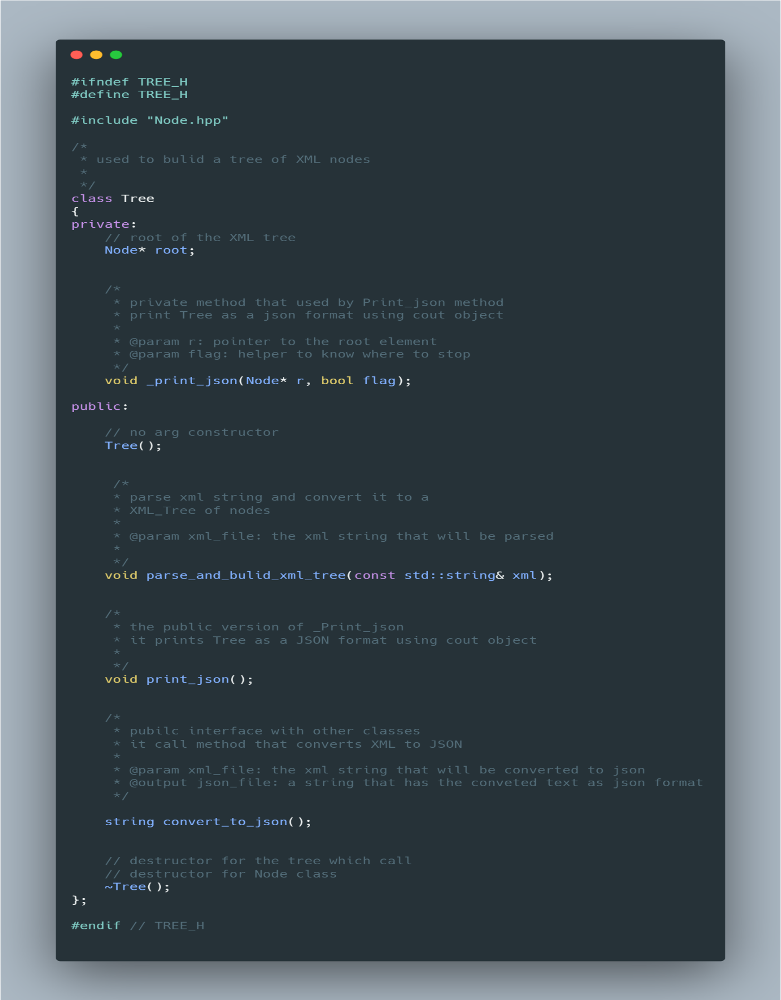 #ifndef TREE_H
#define TREE_H

#include "Node.hpp"

/*
 * used to bulid a tree of XML nodes
 *
 */
class Tree
{
private:
    // root of the XML tree
    Node* root;


    /*
     * private method that used by Print_json method
     * print Tree as a json format using cout object
     *
     * @param r: pointer to the root element
     * @param flag: helper to know where to stop
     */
    void _print_json(Node* r, bool flag);

public:

    // no arg constructor
    Tree();


     /*
     * parse xml string and convert it to a
     * XML_Tree of nodes
     *
     * @param xml_file: the xml string that will be parsed
     *
     */
    void parse_and_bulid_xml_tree(const std::string& xml);


    /*
     * the public version of _Print_json
     * it prints Tree as a JSON format using cout object
     *
     */
    void print_json();


    /*
     * pubilc interface with other classes
     * it call method that converts XML to JSON
     *
     * @param xml_file: the xml string that will be converted to json
     * @output json_file: a string that has the conveted text as json format
     */

    string convert_to_json();


    // destructor for the tree which call
    // destructor for Node class
    ~Tree();
};

#endif // TREE_H